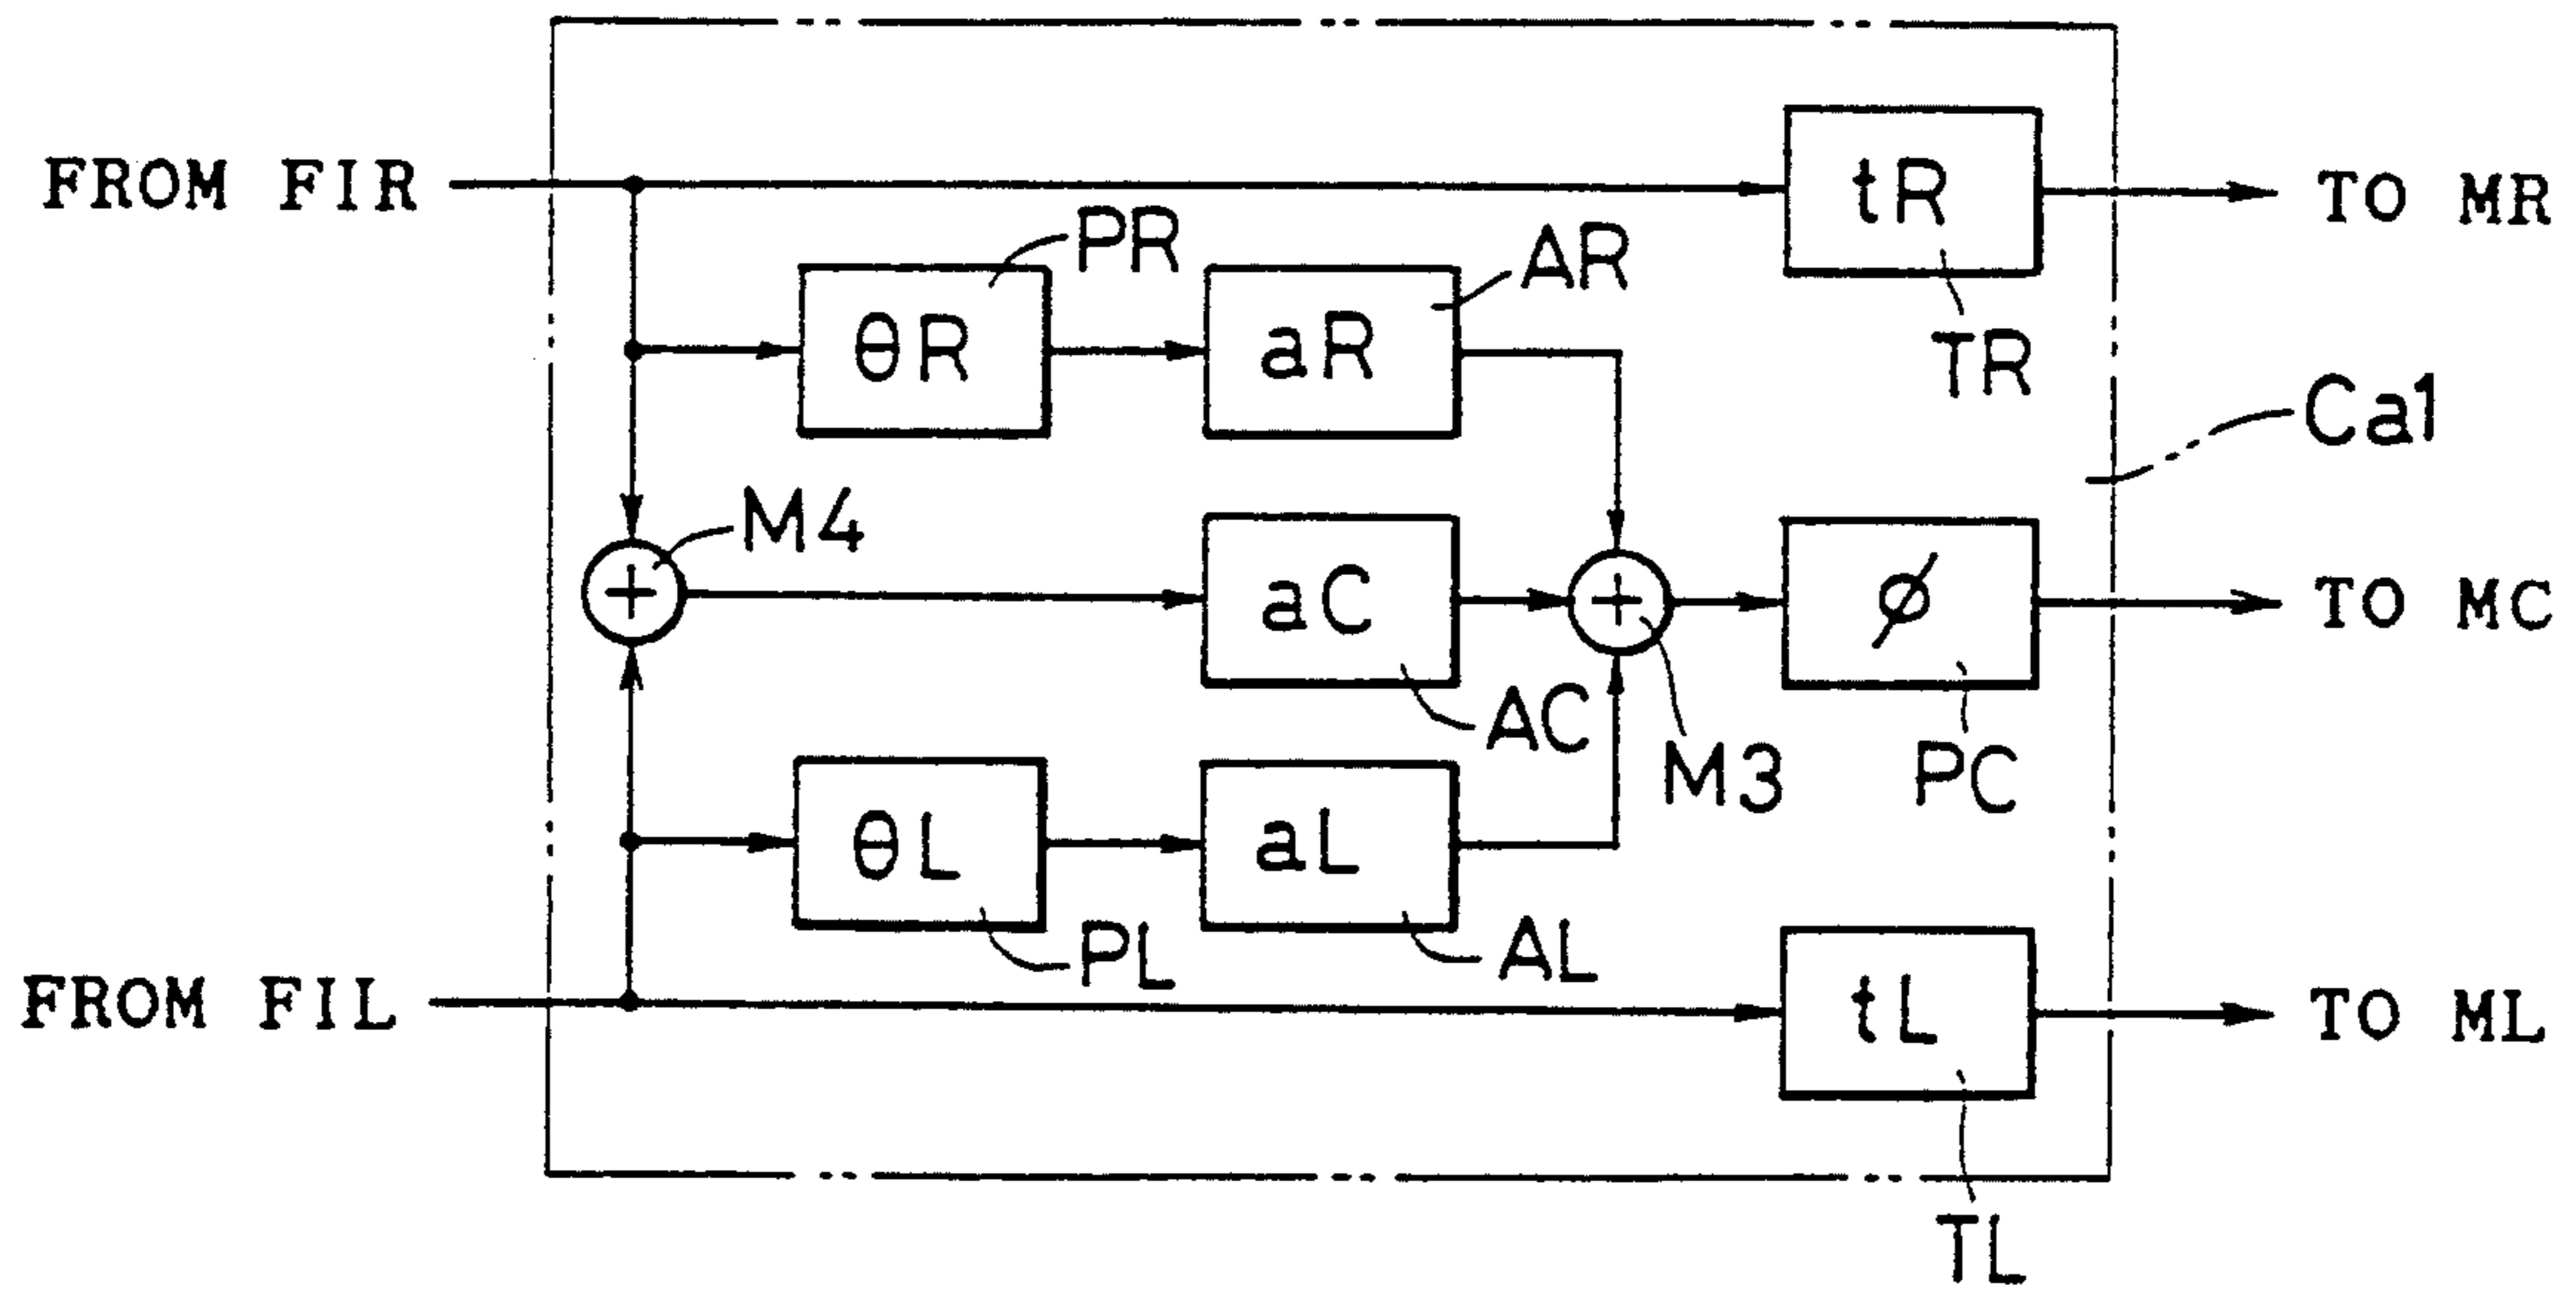 FROM FIR
tR
TO MR
PR
AR
θR
aR
TR
Ca1
M4
+
aC
+
ϕ
TO MC
AC
M3
PC
θL
aL
PL
AL
FROM FIL
tL
TO ML
TL